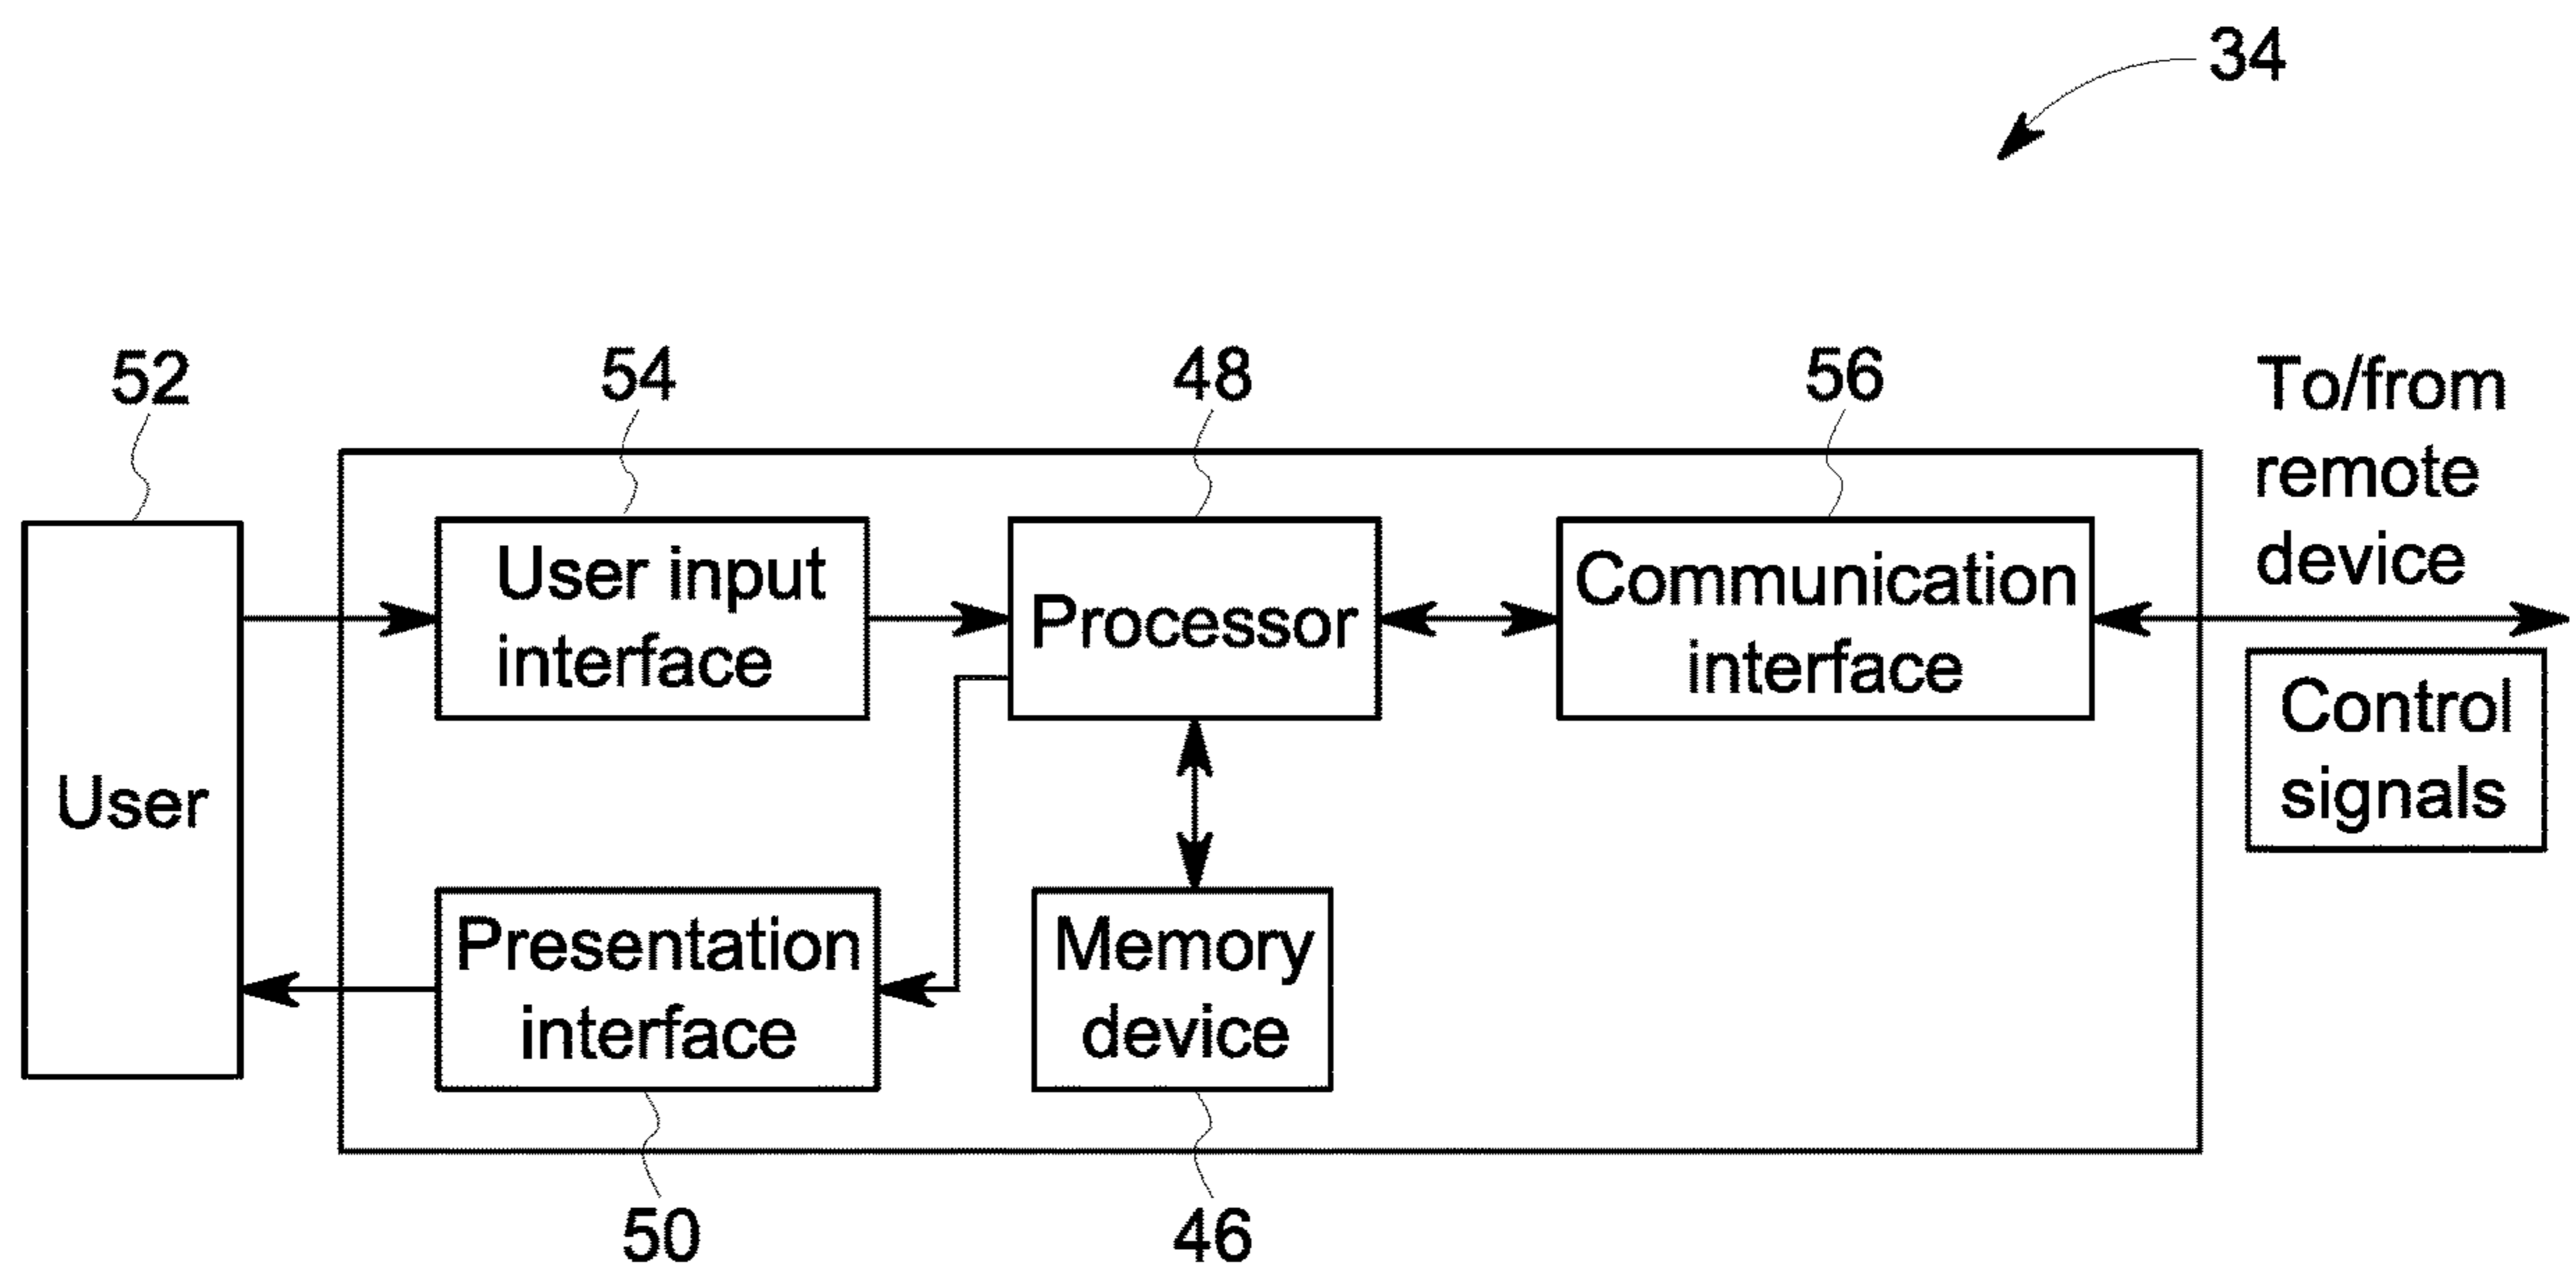 34
52
54
48
56
To/from
remote
device
User input
interface
Processor
Communication
interface
Control
signals
User
Presentation
interface
Memory
device
50
46